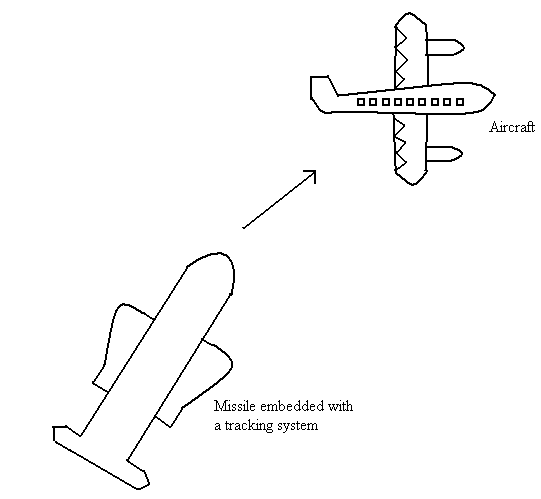 Aircraft
Missile embedded with
a tracking system